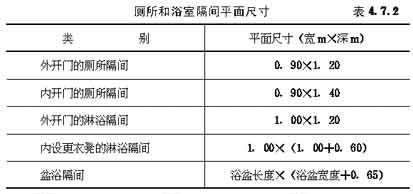 厕所和浴室隔间平面尺寸 表4.7.2
类 别 平面尺寸(宽m×深m)
外开门的厕所隔间 0.90×1.20
内开门的厕所隔间 0.90×1.40
外开门的淋浴隔间 1.00×1.20
内设更衣凳的淋浴隔间 1.00×(1.00+0.60)
盆浴隔间 浴盆长度×(浴盆宽度+0.65)